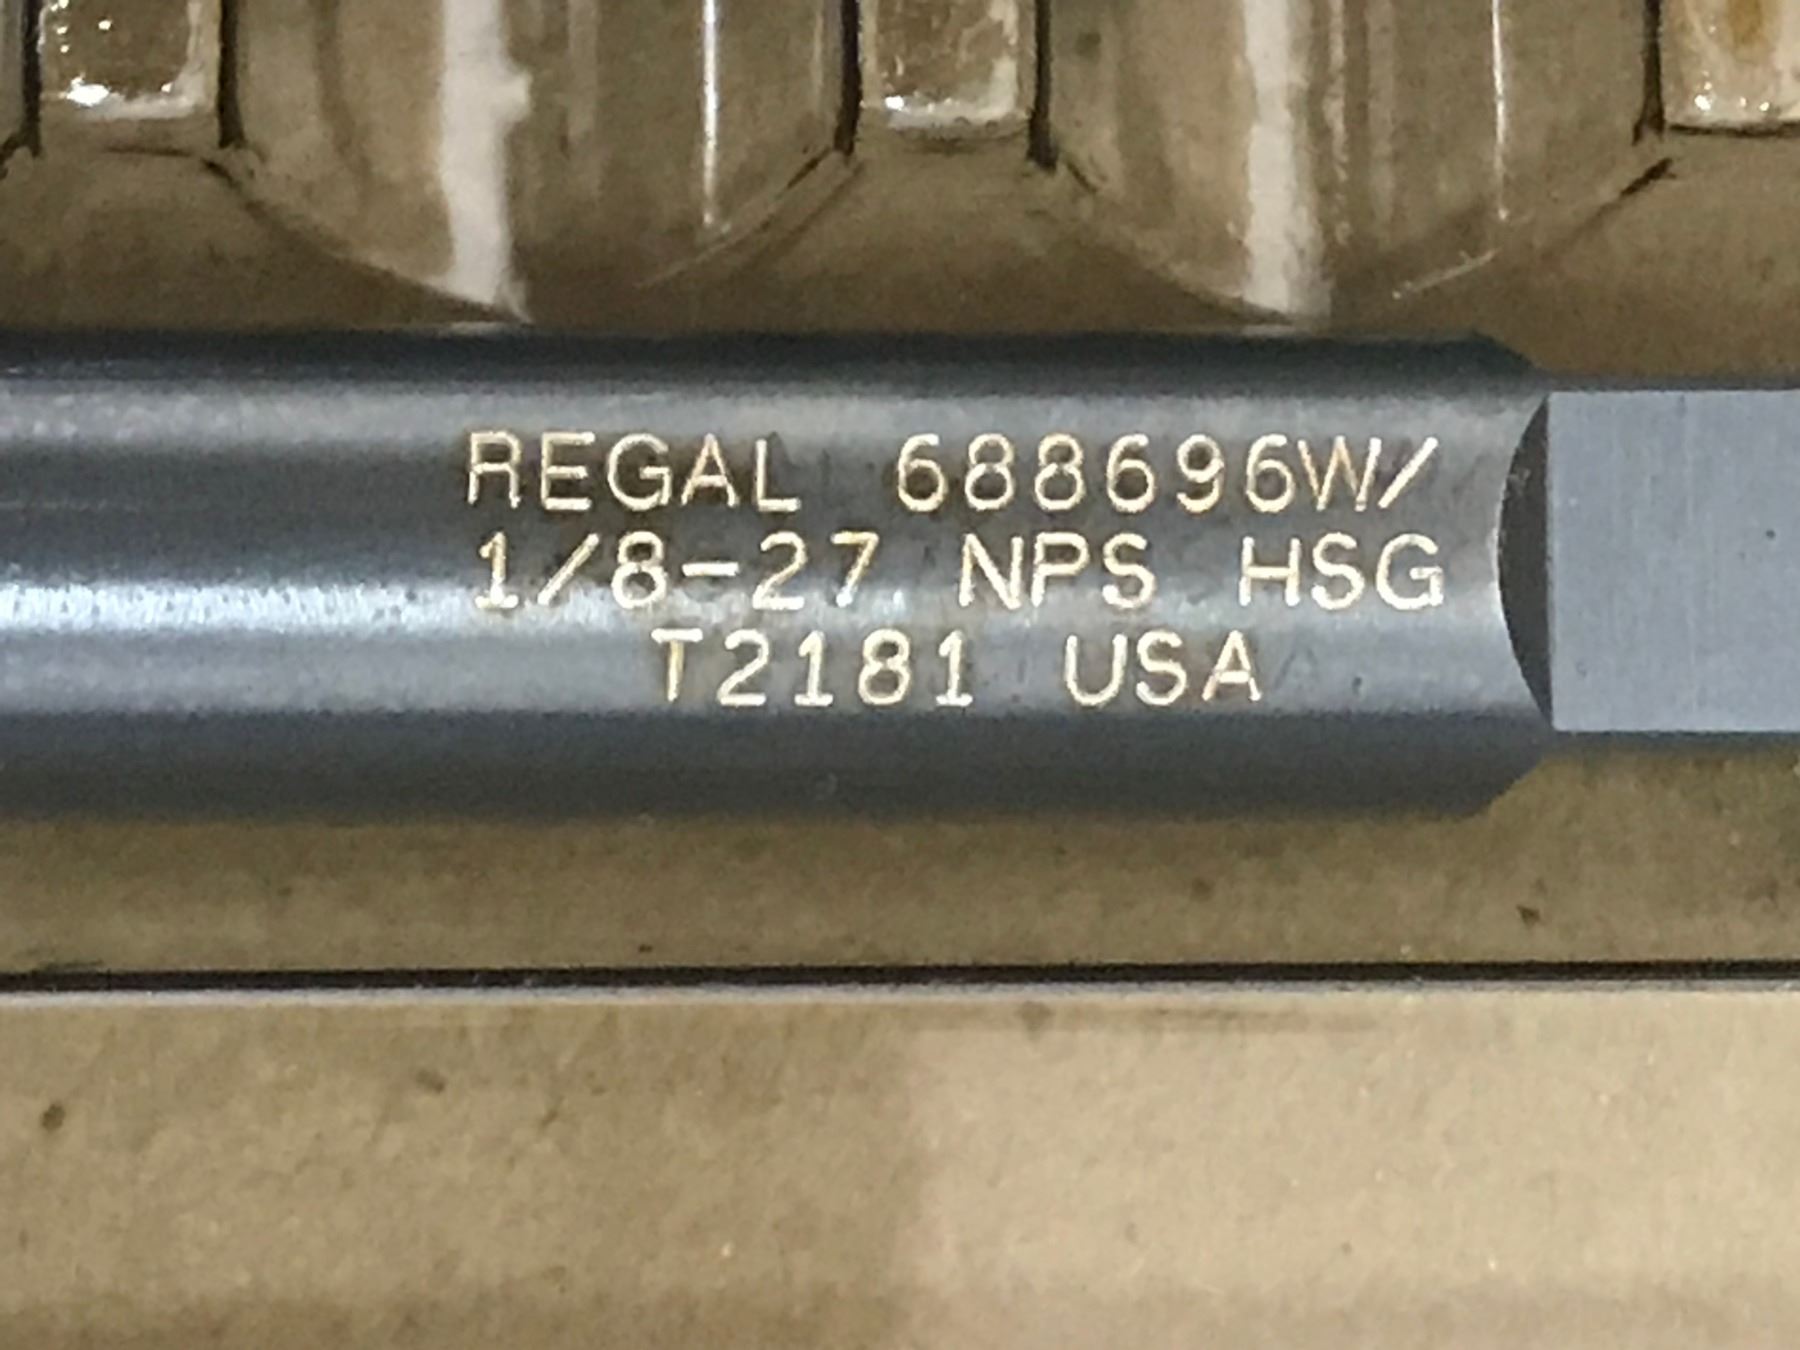 REGAL 688696W/
1/8-27 NPS HSG
T2181 USA